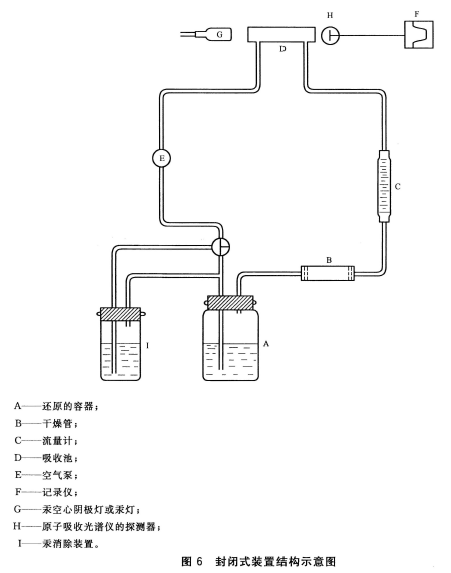 H
F
G
D
E
C
B
I
A
A——还原的容器；
B——干燥管；
C——流量计；
D——吸收池；
E——空气泵；
F——记录仪；
G——汞空心阴极灯或汞灯；
H——原子吸收光谱仪的探测器；
I——汞消除装置。
图 6 封闭式装置结构示意图